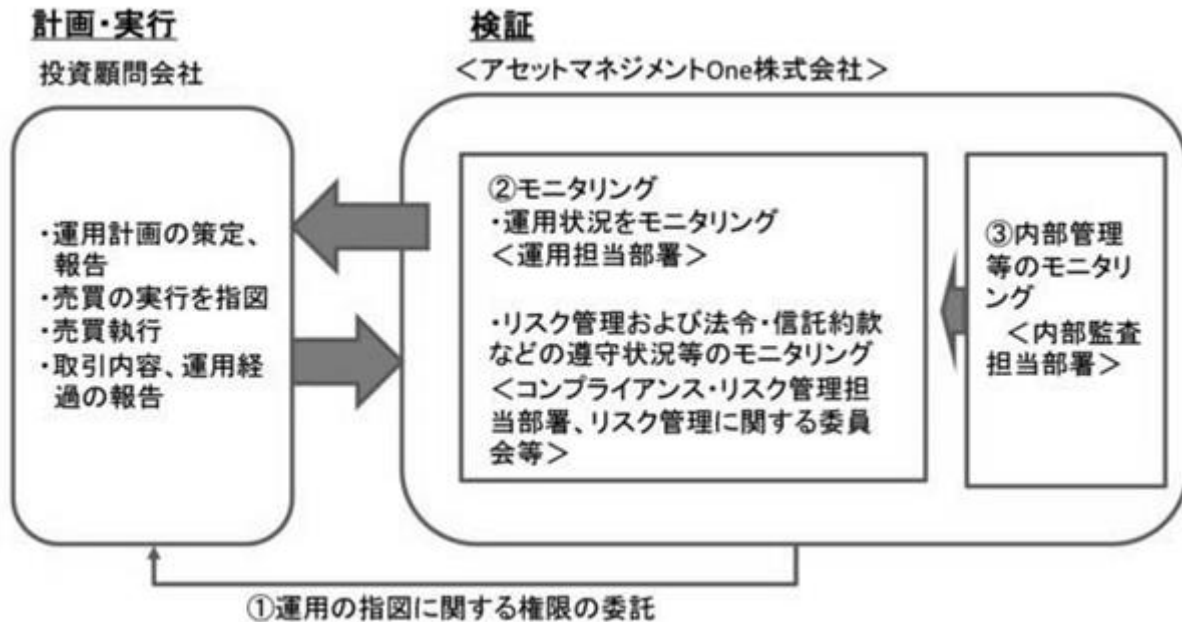 計画・実行
投資顧問会社
・運用計画の策定、
報告
・売買の実行を指図
・売買執行
・取引内容、運用経
過の報告
検証
＜アセットマネジメントOne株式会社＞
②モニタリング
・運用状況をモニタリング
＜運用担当部署＞
・リスク管理および法令・信託約款
などの遵守状況等のモニタリング
＜コンプライアンス・リスク管理担
当部署、リスク管理に関する委員
会等＞
③内部管理
等のモニタリ
ング
＜内部監査
担当部署＞
①運用の指図に関する権限の委託